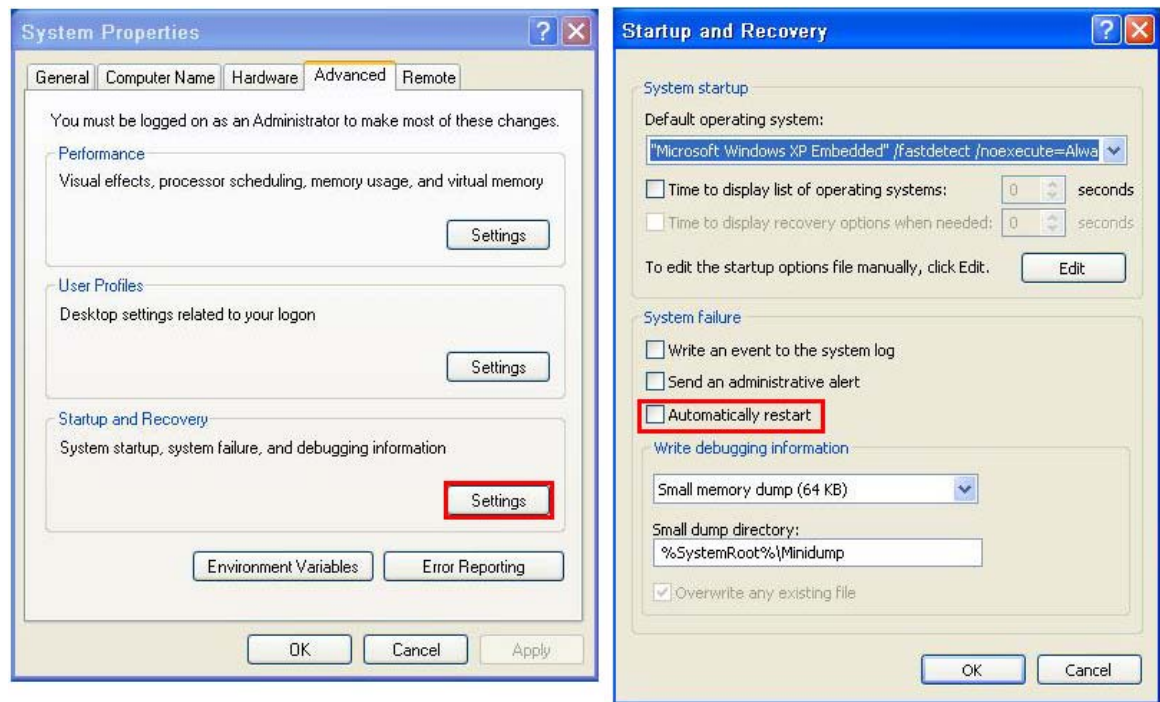 System Properties
General Computer Name Hardware Advanced Remote
You must be logged on as an Administrator to make most of these changes.
Performance
Visual effects, processor scheduling, memory usage, and virtual memory
Settings
User Profiles
Desktop settings related to your logon
Settings
Startup and Recovery
System startup, system failure, and debugging information
Settings
Environment Variables Error Reporting
OK Cancel Apply
Startup and Recovery
System startup
Default operating system:
"Microsoft Windows XP Embedded" /fastdetect /noexecute=Alwa
Time to display list of operating systems: 0 seconds
Time to display recovery options when needed: 0 seconds
To edit the startup options file manually, click Edit. Edit
System failure
Write an event to the system log
Send an administrative alert
Automatically restart
Write debugging information
Small memory dump (64 KB)
Small dump directory:
%SystemRoot%\Minidump
Overwrite any existing file
OK Cancel